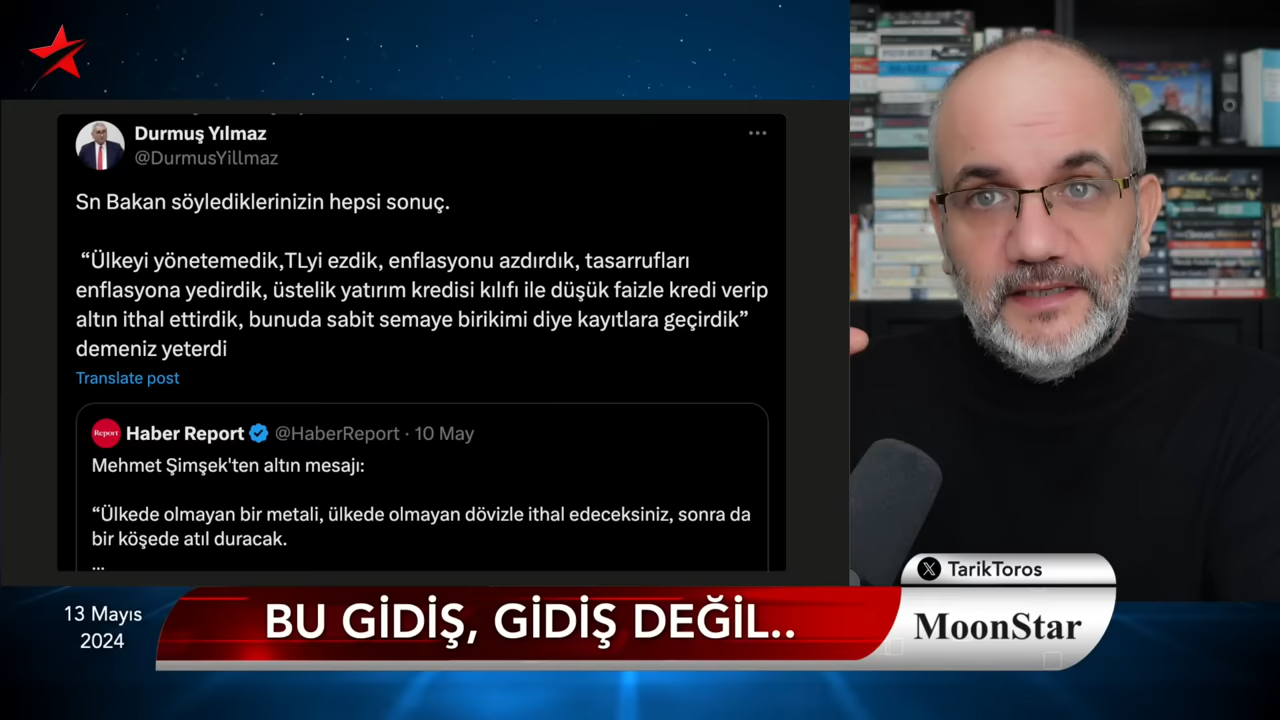 Durmuş Yılmaz
@DurmusYillmaz
Sn Bakan söylediklerinizin hepsi sonuç.
“Ülkeyi yönetemedik,TLyi ezdik, enflasyonu azdırdık, tasarrufları
enflasyona yedirdik, üstelik yatırım kredisi kılıfı ile düşük faizle kredi verip
altın ithal ettirdik, bunuda sabit semaye birikimi diye kayıtlara geçirdik”
demeniz yeterdi
Translate post
Report
Haber Report @HaberReport · 10 May
Mehmet Şimşek'ten altın mesajı:
“Ülkede olmayan bir metali, ülkede olmayan dövizle ithal edeceksiniz, sonra da
bir köşede atıl duracak.
...
TarikToros
MoonStar
13 Mayıs
2024
BU GİDİŞ, GİDİŞ DEĞİL..